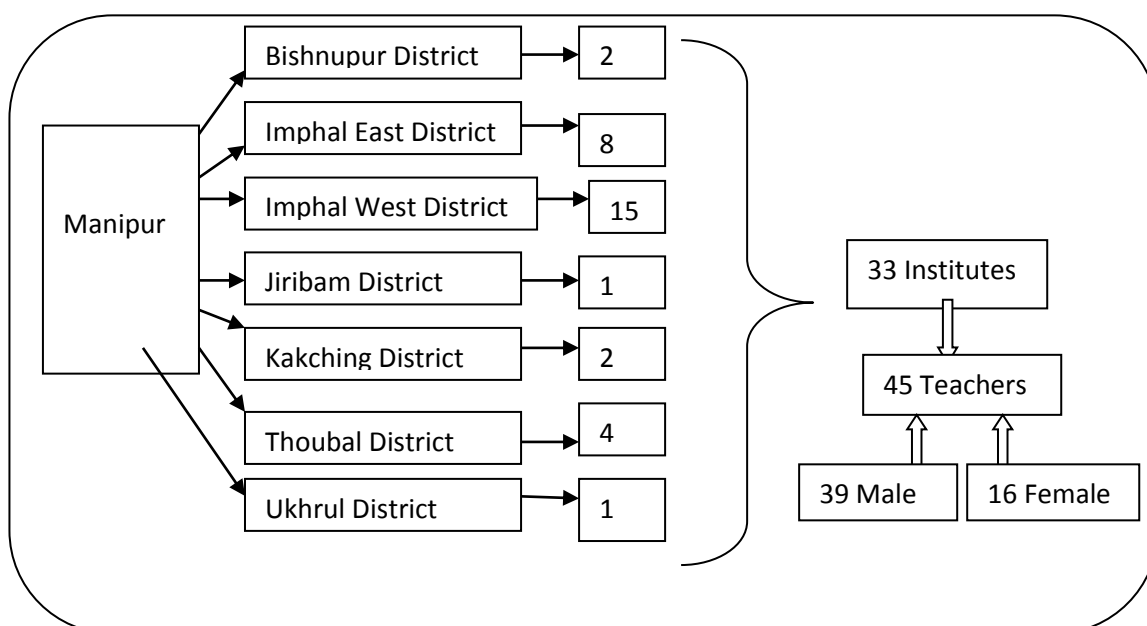 Bishnupur District
2
Imphal East District
8
Manipur
Imphal West District
15
Jiribam District
1
33 Institutes
Kakching District
2
45 Teachers
Thoubal District
4
39 Male
16 Female
Ukhrul District
1